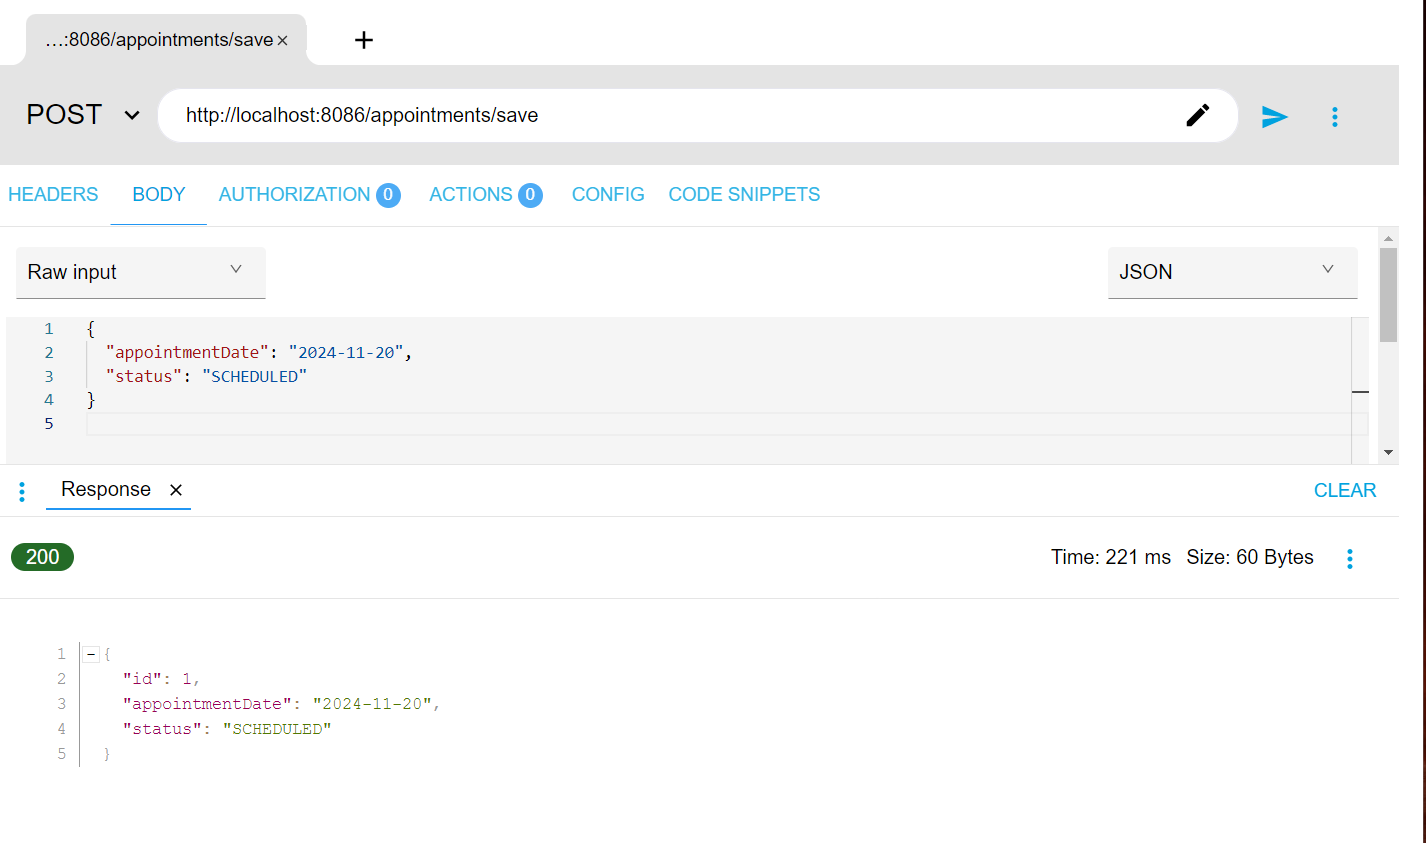 ...:8086/appointments/save ×
+
POST http://localhost:8086/appointments/save
HEADERS BODY AUTHORIZATION 0 ACTIONS 0 CONFIG CODE SNIPPETS
Raw input JSON
1 {
2 "appointmentDate": "2024-11-20",
3 "status": "SCHEDULED"
4 }
5
Response × CLEAR
200 Time: 221 ms Size: 60 Bytes
1 {
2 "id": 1,
3 "appointmentDate": "2024-11-20",
4 "status": "SCHEDULED"
5 }